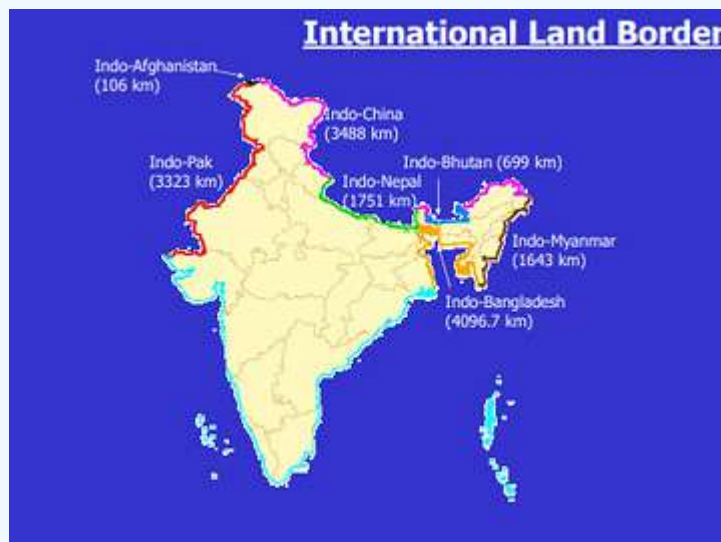 International Land Border
Indo-Afghanistan
(106 km)
Indo-China
(3488 km)
Indo-Pak
(3323 km)
Indo-Bhutan (699 km)
Indo-Nepal
(1751 km)
Indo-Myanmar
(1643 km)
Indo-Bangladesh
(4096.7 km)